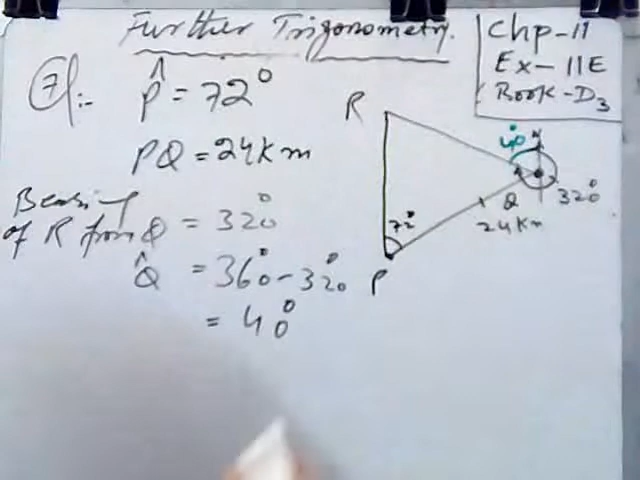 Further Trigonometry.
Chp-11
Ex-11E
Book-D3
7:-
P̂ = 72°
PQ = 24Km
Bearing
of R from Q = 320°
Q̂ = 360°-320°
= 40°
R
40°
N
Q
320°
24Km
72°
P